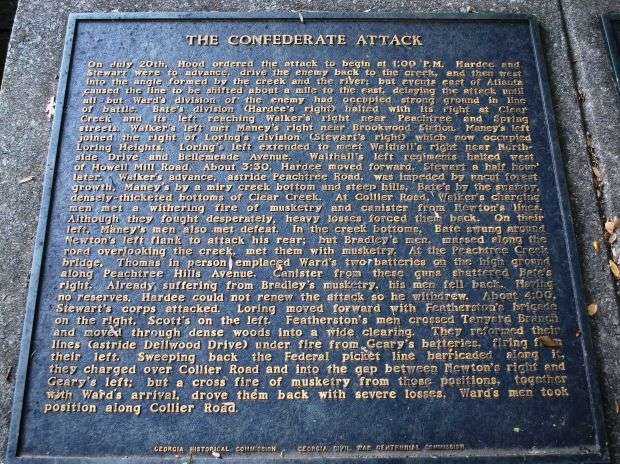 THE CONFEDERATE ATTACK
On July 20th, Hood ordered the attack to begin at 1:00 P.M. Hardee and
Stewart were to advance, drive the enemy back to the creek, and then west
into the angle formed by the creek and the river; but events east of Atlanta
caused the line to be shifted about a mile to the east, delaying the attack until
all but Ward's division of the enemy had occupied strong ground in line
of battle. Bate's division (Hardee's right) halted with its right at Clear
Creek and its left reaching Walker's right near Peachtree and Spring
streets. Walker's left met Maney's right near Brookwood Station. Maney's left
joined the right of Loring's division (Stewart's right) which now occupied
Loring Heights. Loring's left extended to meet Walthall's right near North-
side Drive and Bellemeade Avenue. Walthall's left regiments halted west
of Howell Mill Road. About 3:30, Hardee moved forward, Stewart a half hour
later. Walker's advance, astride Peachtree Road, was impeded by uncut forest
growth, Maney's by a miry creek bottom and steep hills, Bate's by the swampy,
densely-thicketed bottoms of Clear Creek. At Collier Road, Walker's charging
men met a withering fire of musketry and canister from Newton's lines.
Although they fought desperately, heavy losses forced them back. On their
left, Maney's men also met defeat. In the creek bottoms, Bate swung around
Newton's left flank to attack his rear; but Bradley's men, massed along the
road overlooking the creek, met them with musketry. At the Peachtree Creek
bridge, Thomas in person emplaced Ward's two batteries on the high ground
along Peachtree Hills Avenue. Canister from these guns shattered Bate's
right. Already suffering from Bradley's musketry, his men fell back. Having
no reserves, Hardee could not renew the attack so he withdrew. About 4:00,
Stewart's corps attacked. Loring moved forward with Featherston's brigade
on the right, Scott's on the left. Featherston's men crossed Tanyard Branch
and moved through dense woods into a wide clearing. They reformed their
lines (astride Dellwood Drive) under fire from Geary's batteries, firing from
their left. Sweeping back the Federal picket line barricaded along it,
they charged over Collier Road and into the gap between Newton's right and
Geary's left; but a cross fire of musketry from those positions, together
with Ward's arrival, drove them back with severe losses. Ward's men took
position along Collier Road.
GEORGIA HISTORICAL COMMISSION GEORGIA CIVIL WAR CENTENNIAL COMMISSION